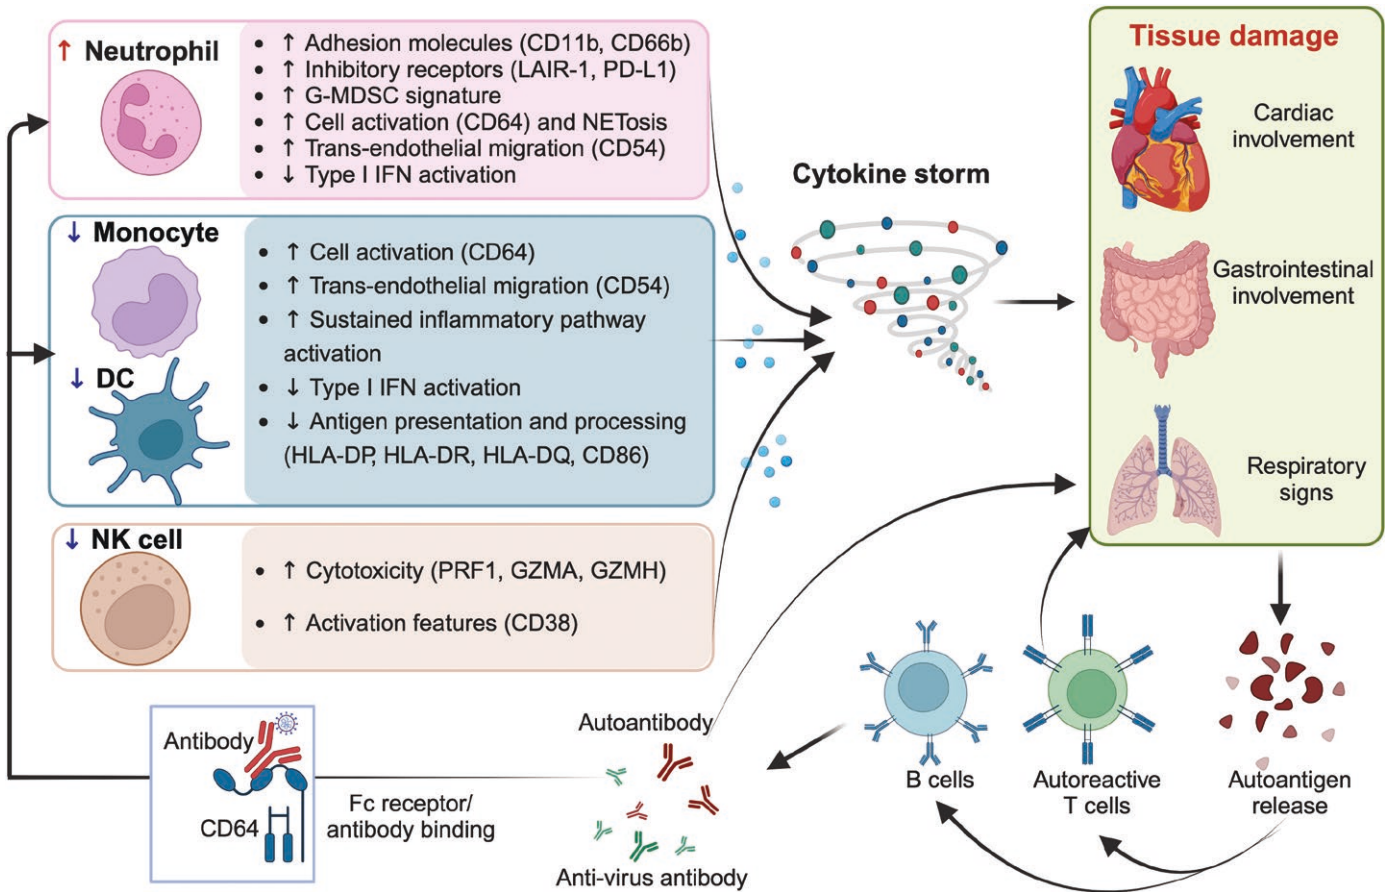 ↑ Neutrophil
• ↑ Adhesion molecules (CD11b, CD66b)
• ↑ Inhibitory receptors (LAIR-1, PD-L1)
• ↑ G-MDSC signature
• ↑ Cell activation (CD64) and NETosis
• ↑ Trans-endothelial migration (CD54)
• ↓ Type I IFN activation
↓ Monocyte
↓ DC
• ↑ Cell activation (CD64)
• ↑ Trans-endothelial migration (CD54)
• ↑ Sustained inflammatory pathway
activation
• ↓ Type I IFN activation
• ↓ Antigen presentation and processing
(HLA-DP, HLA-DR, HLA-DQ, CD86)
↓ NK cell
• ↑ Cytotoxicity (PRF1, GZMA, GZMH)
• ↑ Activation features (CD38)
Cytokine storm
Tissue damage
Cardiac
involvement
Gastrointestinal
involvement
Respiratory
signs
Antibody
CD64
Fc receptor/
antibody binding
Autoantibody
Anti-virus antibody
B cells
Autoreactive
T cells
Autoantigen
release